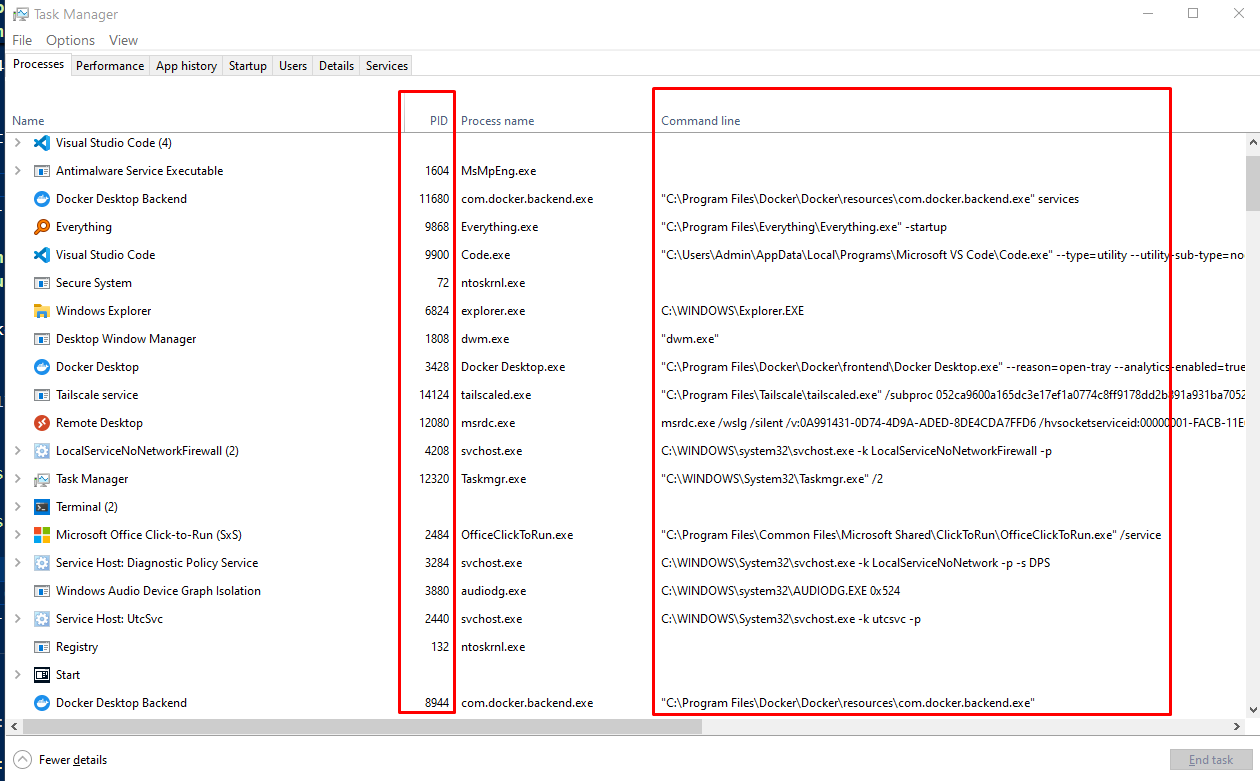 Task Manager
File Options View
Processes Performance App history Startup Users Details Services
Name PID Process name Command line
Visual Studio Code (4)
Antimalware Service Executable 1604 MsMpEng.exe
Docker Desktop Backend 11680 com.docker.backend.exe "C:\Program Files\Docker\Docker\resources\com.docker.backend.exe" services
Everything 9868 Everything.exe "C:\Program Files\Everything\Everything.exe" -startup
Visual Studio Code 9900 Code.exe "C:\Users\Admin\AppData\Local\Programs\Microsoft VS Code\Code.exe" --type=utility --utility-sub-type=no
Secure System 72 ntoskrnl.exe
Windows Explorer 6824 explorer.exe C:\WINDOWS\Explorer.EXE
Desktop Window Manager 1808 dwm.exe "dwm.exe"
Docker Desktop 3428 Docker Desktop.exe "C:\Program Files\Docker\Docker\frontend\Docker Desktop.exe" --reason=open-tray --analytics-enabled=true
Tailscale service 14124 tailscaled.exe "C:\Program Files\Tailscale\tailscaled.exe" /subproc 052ca9600a165dc3e17ef1a0774c8ff9178dd2b891a931ba7052
Remote Desktop 12080 msrdc.exe msrdc.exe /wslg /silent /v:0A991431-0D74-4D9A-ADED-8DE4CDA7FFD6 /hvsocketserviceid:00000001-FACB-11E
LocalServiceNoNetworkFirewall (2) 4208 svchost.exe C:\WINDOWS\system32\svchost.exe -k LocalServiceNoNetworkFirewall -p
Task Manager 12320 Taskmgr.exe "C:\WINDOWS\System32\Taskmgr.exe" /2
Terminal (2)
Microsoft Office Click-to-Run (SxS) 2484 OfficeClickToRun.exe "C:\Program Files\Common Files\Microsoft Shared\ClickToRun\OfficeClickToRun.exe" /service
Service Host: Diagnostic Policy Service 3284 svchost.exe C:\WINDOWS\System32\svchost.exe -k LocalServiceNoNetwork -p -s DPS
Windows Audio Device Graph Isolation 3880 audiodg.exe C:\WINDOWS\system32\AUDIODG.EXE 0x524
Service Host: UtcSvc 2440 svchost.exe C:\WINDOWS\System32\svchost.exe -k utcsvc -p
Registry 132 ntoskrnl.exe
Start
Docker Desktop Backend 8944 com.docker.backend.exe "C:\Program Files\Docker\Docker\resources\com.docker.backend.exe"
Fewer details End task